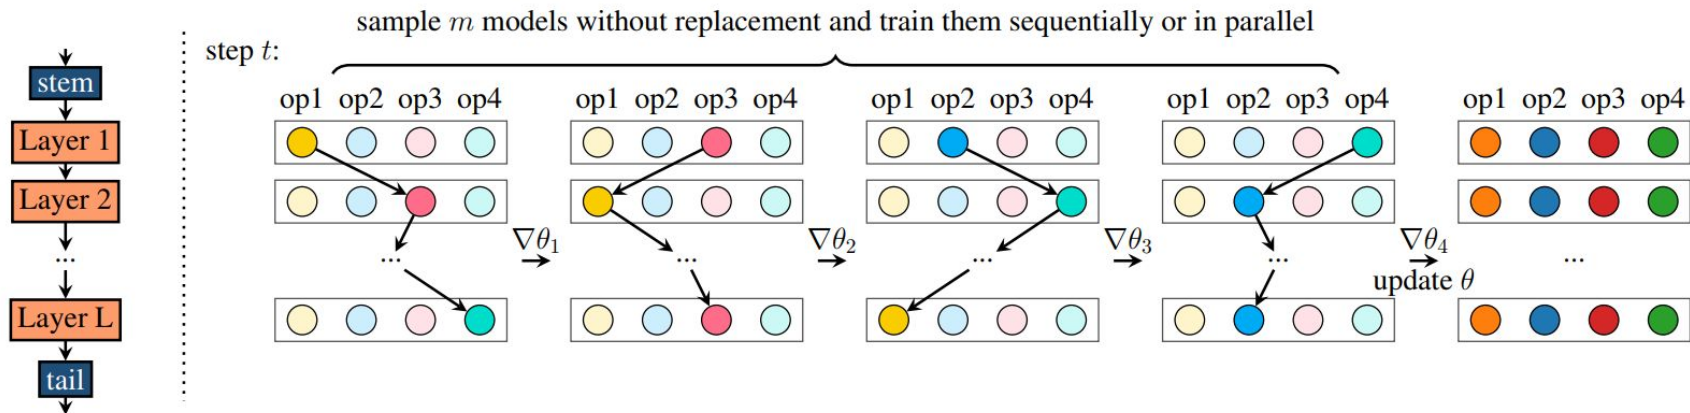 sample m models without replacement and train them sequentially or in parallel
step t:
stem
Layer 1
Layer 2
...
Layer L
tail
op1 op2 op3 op4
...
∇θ₁
op1 op2 op3 op4
...
∇θ₂
op1 op2 op3 op4
...
∇θ₃
op1 op2 op3 op4
...
∇θ₄
update θ
op1 op2 op3 op4
...